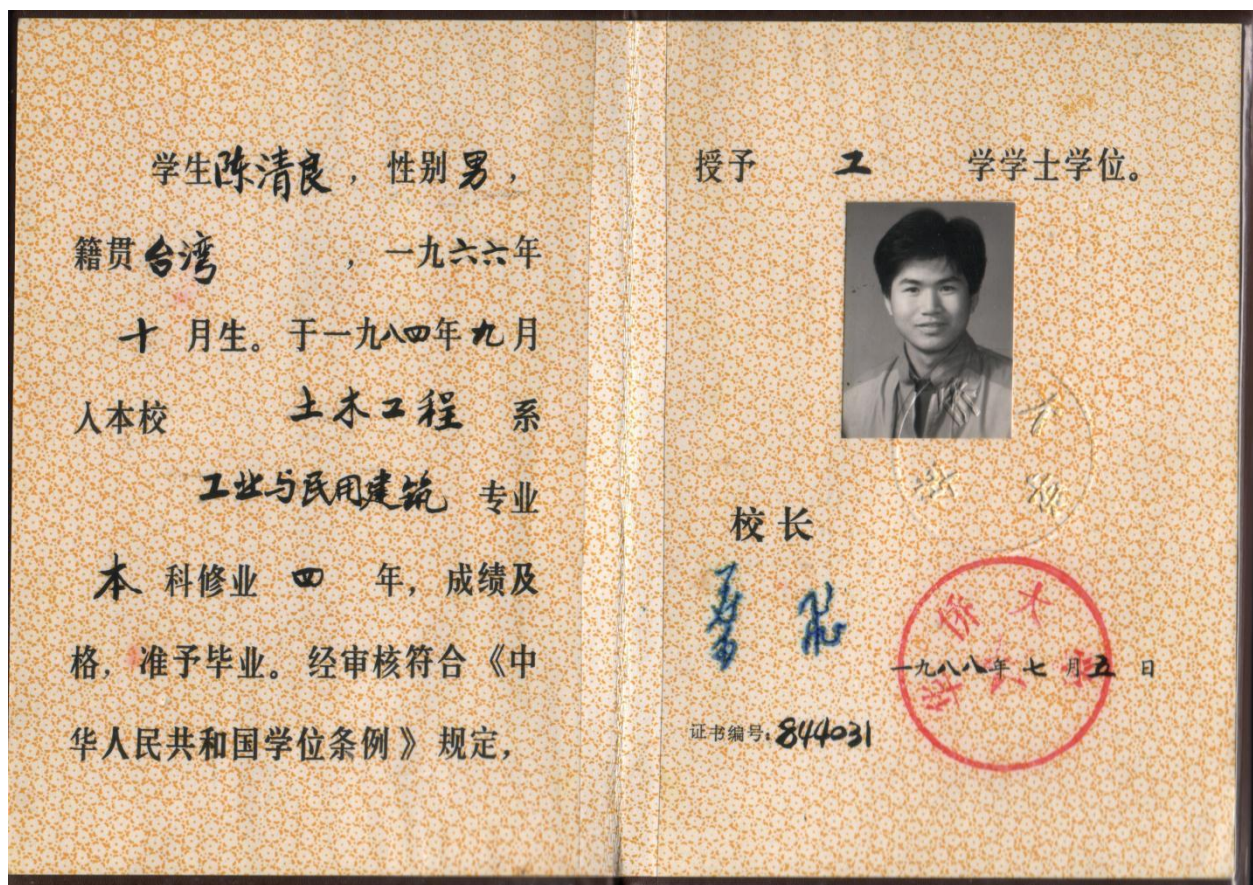 学生陈清良，性别男，
籍贯台湾，一九六六年
十月生。于一九八四年九月
入本校 土木工程 系
工业与民用建筑 专业
本科修业四年，成绩及
格，准予毕业。经审核符合《中
华人民共和国学位条例》规定，
授予 工 学学士学位。
校长
一九八八年七月五日
证书编号：844031